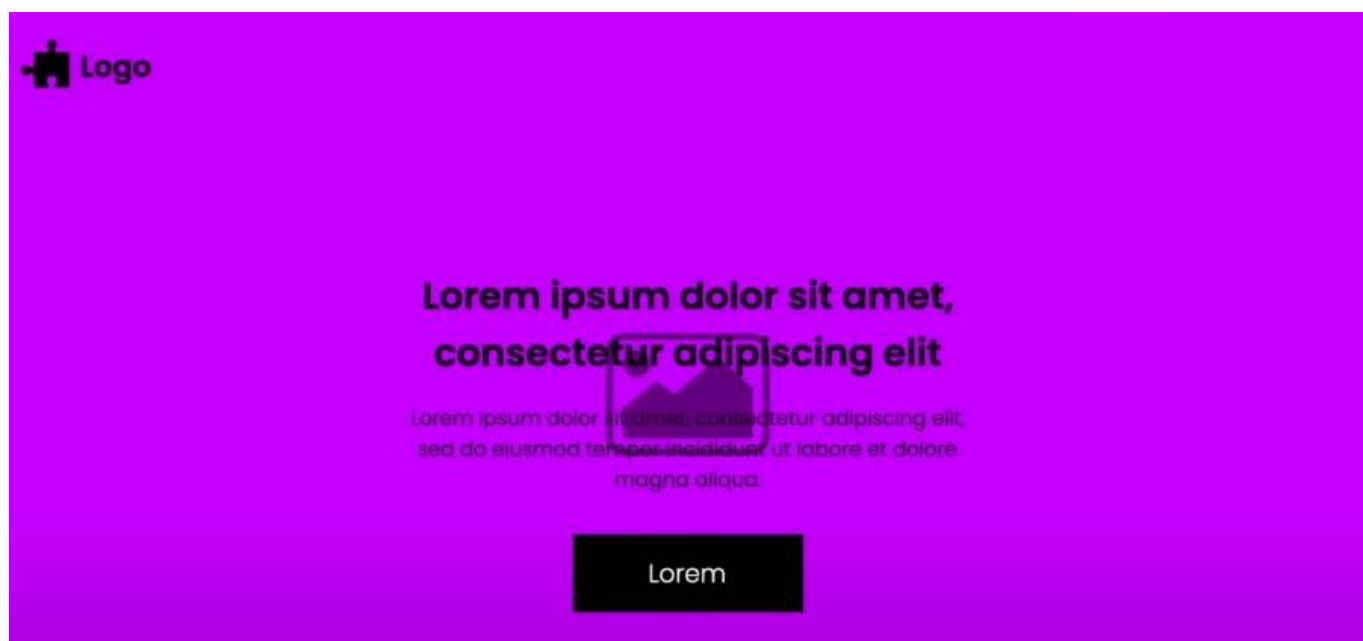 Logo
Lorem ipsum dolor sit amet,
consectetur adipiscing elit
Lorem ipsum dolor sit amet, consectetur adipiscing elit,
sed do eiusmod tempor incididunt ut labore et dolore
magna aliqua.
Lorem